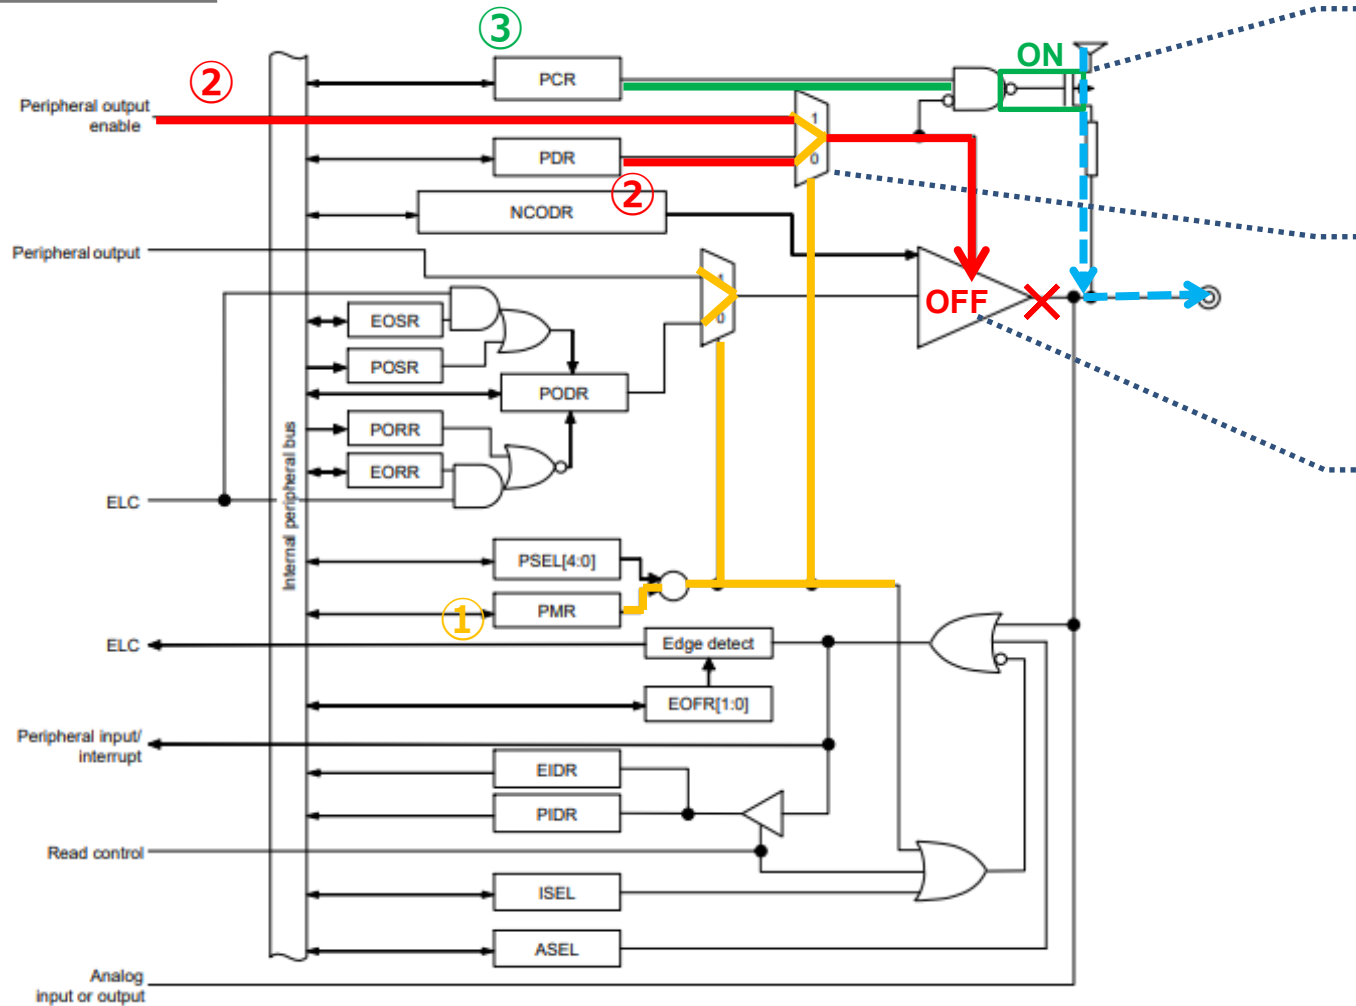 ③
ON
②
PCR
Peripheral output
enable
1
PDR
0
②
NCODR
Peripheral output
1
OFF
EOSR
0
POSR
PODR
PORR
EORR
Internal peripheral bus
ELC
PSEL[4:0]
①
PMR
ELC
Edge detect
EOFR[1:0]
Peripheral input/
interrupt
EIDR
PIDR
Read control
ISEL
ASEL
Analog
input or output